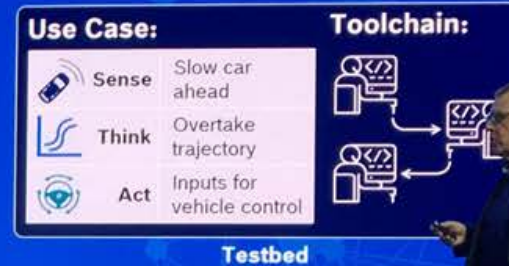 Use Case:
Toolchain:
Sense
Slow car
ahead
Think
Overtake
trajectory
Act
Inputs for
vehicle control
Testbed